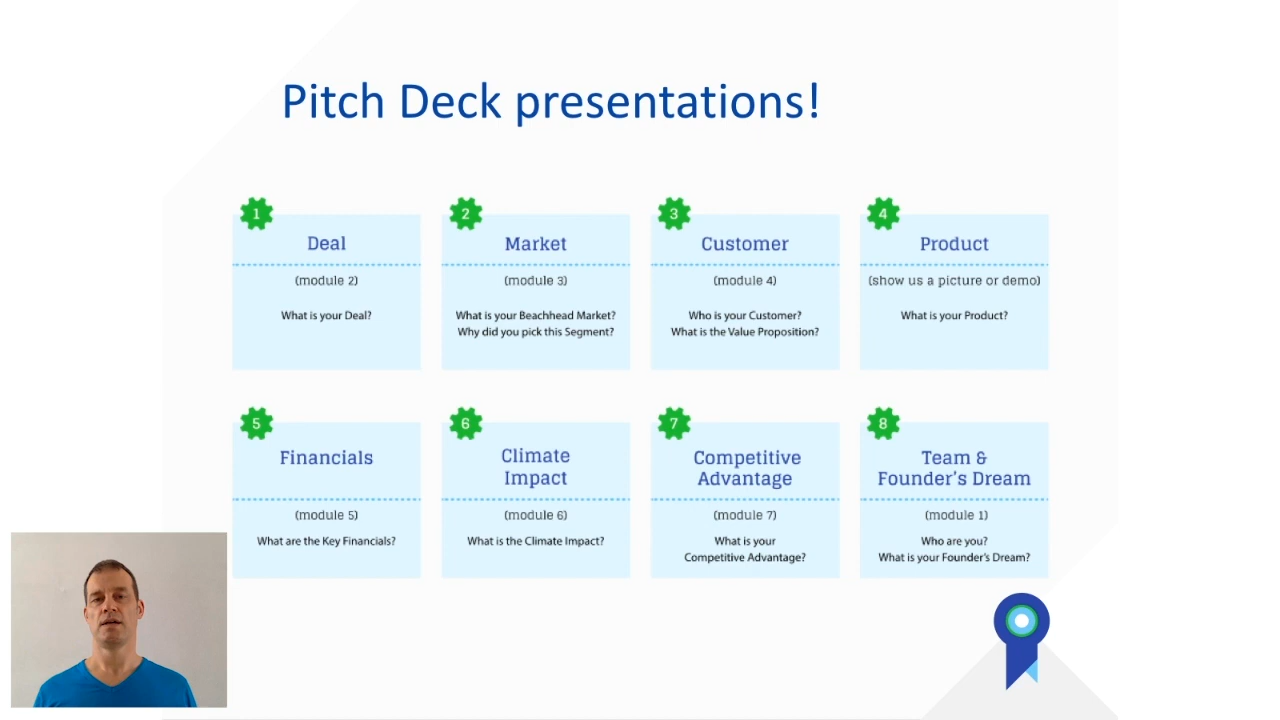 Pitch Deck presentations!
1
Deal
(module 2)
What is your Deal?
2
Market
(module 3)
What is your Beachhead Market?
Why did you pick this Segment?
3
Customer
(module 4)
Who is your Customer?
What is the Value Proposition?
4
Product
(show us a picture or demo)
What is your Product?
5
Financials
(module 5)
What are the Key Financials?
6
Climate
Impact
(module 6)
What is the Climate Impact?
7
Competitive
Advantage
(module 7)
What is your
Competitive Advantage?
8
Team &
Founder's Dream
(module 1)
Who are you?
What is your Founder's Dream?